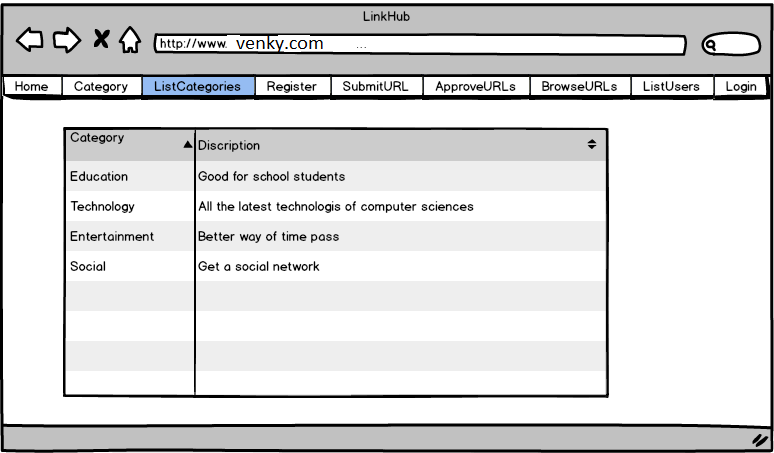 LinkHub
http://www. venky.com ...
Home Category ListCategories Register SubmitURL ApproveURLs BrowseURLs ListUsers Login
Category Discription
Education Good for school students
Technology All the latest technologis of computer sciences
Entertainment Better way of time pass
Social Get a social network